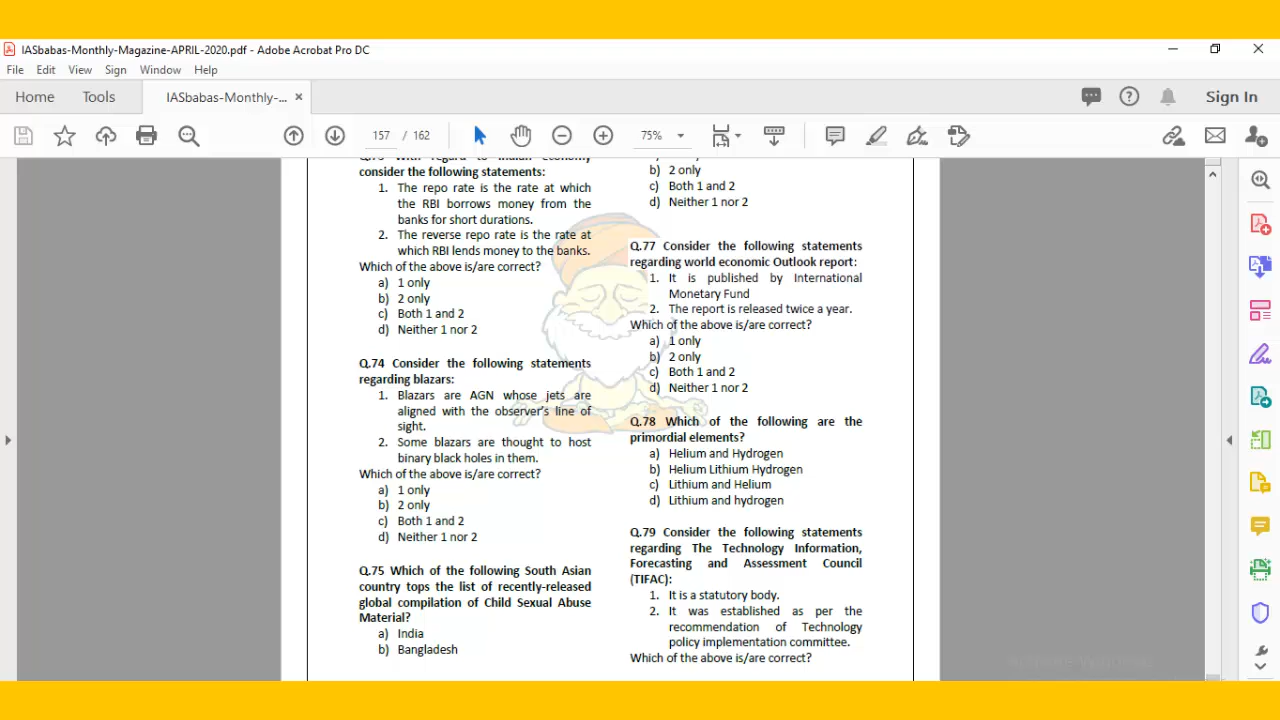 IASbabas-Monthly-Magazine-APRIL-2020.pdf - Adobe Acrobat Pro DC
File Edit View Sign Window Help
Home Tools IASbabas-Monthly-... × Sign In
157 / 162 75%
consider the following statements:
1. The repo rate is the rate at which
the RBI borrows money from the
banks for short durations.
2. The reverse repo rate is the rate at
which RBI lends money to the banks.
Which of the above is/are correct?
a) 1 only
b) 2 only
c) Both 1 and 2
d) Neither 1 nor 2
Q.74 Consider the following statements
regarding blazars:
1. Blazars are AGN whose jets are
aligned with the observer's line of
sight.
2. Some blazars are thought to host
binary black holes in them.
Which of the above is/are correct?
a) 1 only
b) 2 only
c) Both 1 and 2
d) Neither 1 nor 2
Q.75 Which of the following South Asian
country tops the list of recently-released
global compilation of Child Sexual Abuse
Material?
a) India
b) Bangladesh
b) 2 only
c) Both 1 and 2
d) Neither 1 nor 2
Q.77 Consider the following statements
regarding world economic Outlook report:
1. It is published by International
Monetary Fund
2. The report is released twice a year.
Which of the above is/are correct?
a) 1 only
b) 2 only
c) Both 1 and 2
d) Neither 1 nor 2
Q.78 Which of the following are the
primordial elements?
a) Helium and Hydrogen
b) Helium Lithium Hydrogen
c) Lithium and Helium
d) Lithium and hydrogen
Q.79 Consider the following statements
regarding The Technology Information,
Forecasting and Assessment Council
(TIFAC):
1. It is a statutory body.
2. It was established as per the
recommendation of Technology
policy implementation committee.
Which of the above is/are correct?